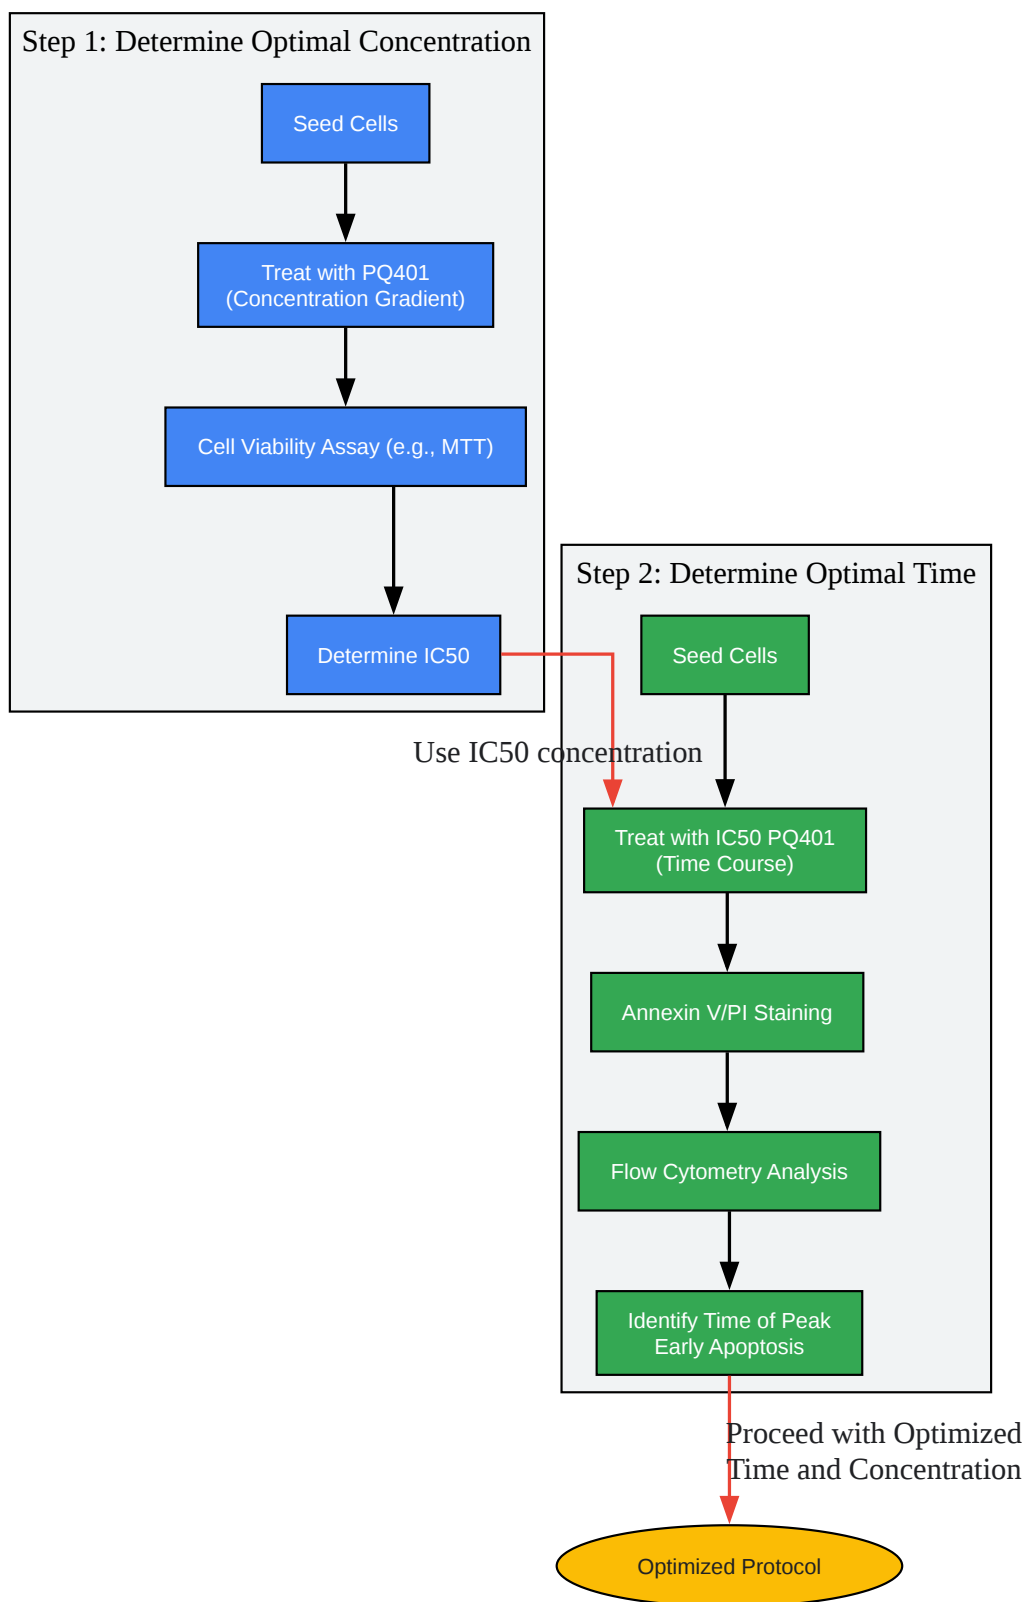 Step 1: Determine Optimal Concentration
Seed Cells
Treat with PQ401
(Concentration Gradient)
Cell Viability Assay (e.g., MTT)
Determine IC50
Use IC50 concentration
Step 2: Determine Optimal Time
Seed Cells
Treat with IC50 PQ401
(Time Course)
Annexin V/PI Staining
Flow Cytometry Analysis
Identify Time of Peak
Early Apoptosis
Proceed with Optimized
Time and Concentration
Optimized Protocol